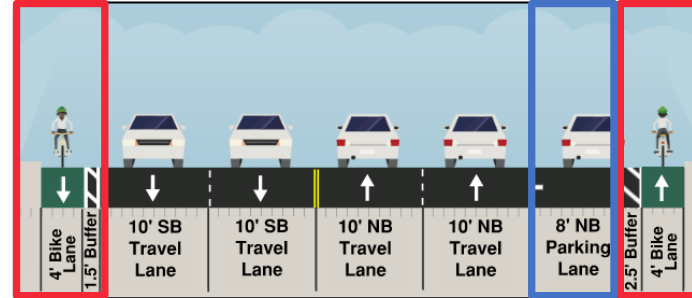 4' Bike
Lane
1.5' Buffer
10' SB
Travel
Lane
10' SB
Travel
Lane
10' NB
Travel
Lane
10' NB
Travel
Lane
8' NB
Parking
Lane
2.5' Buffer
4' Bike
Lane